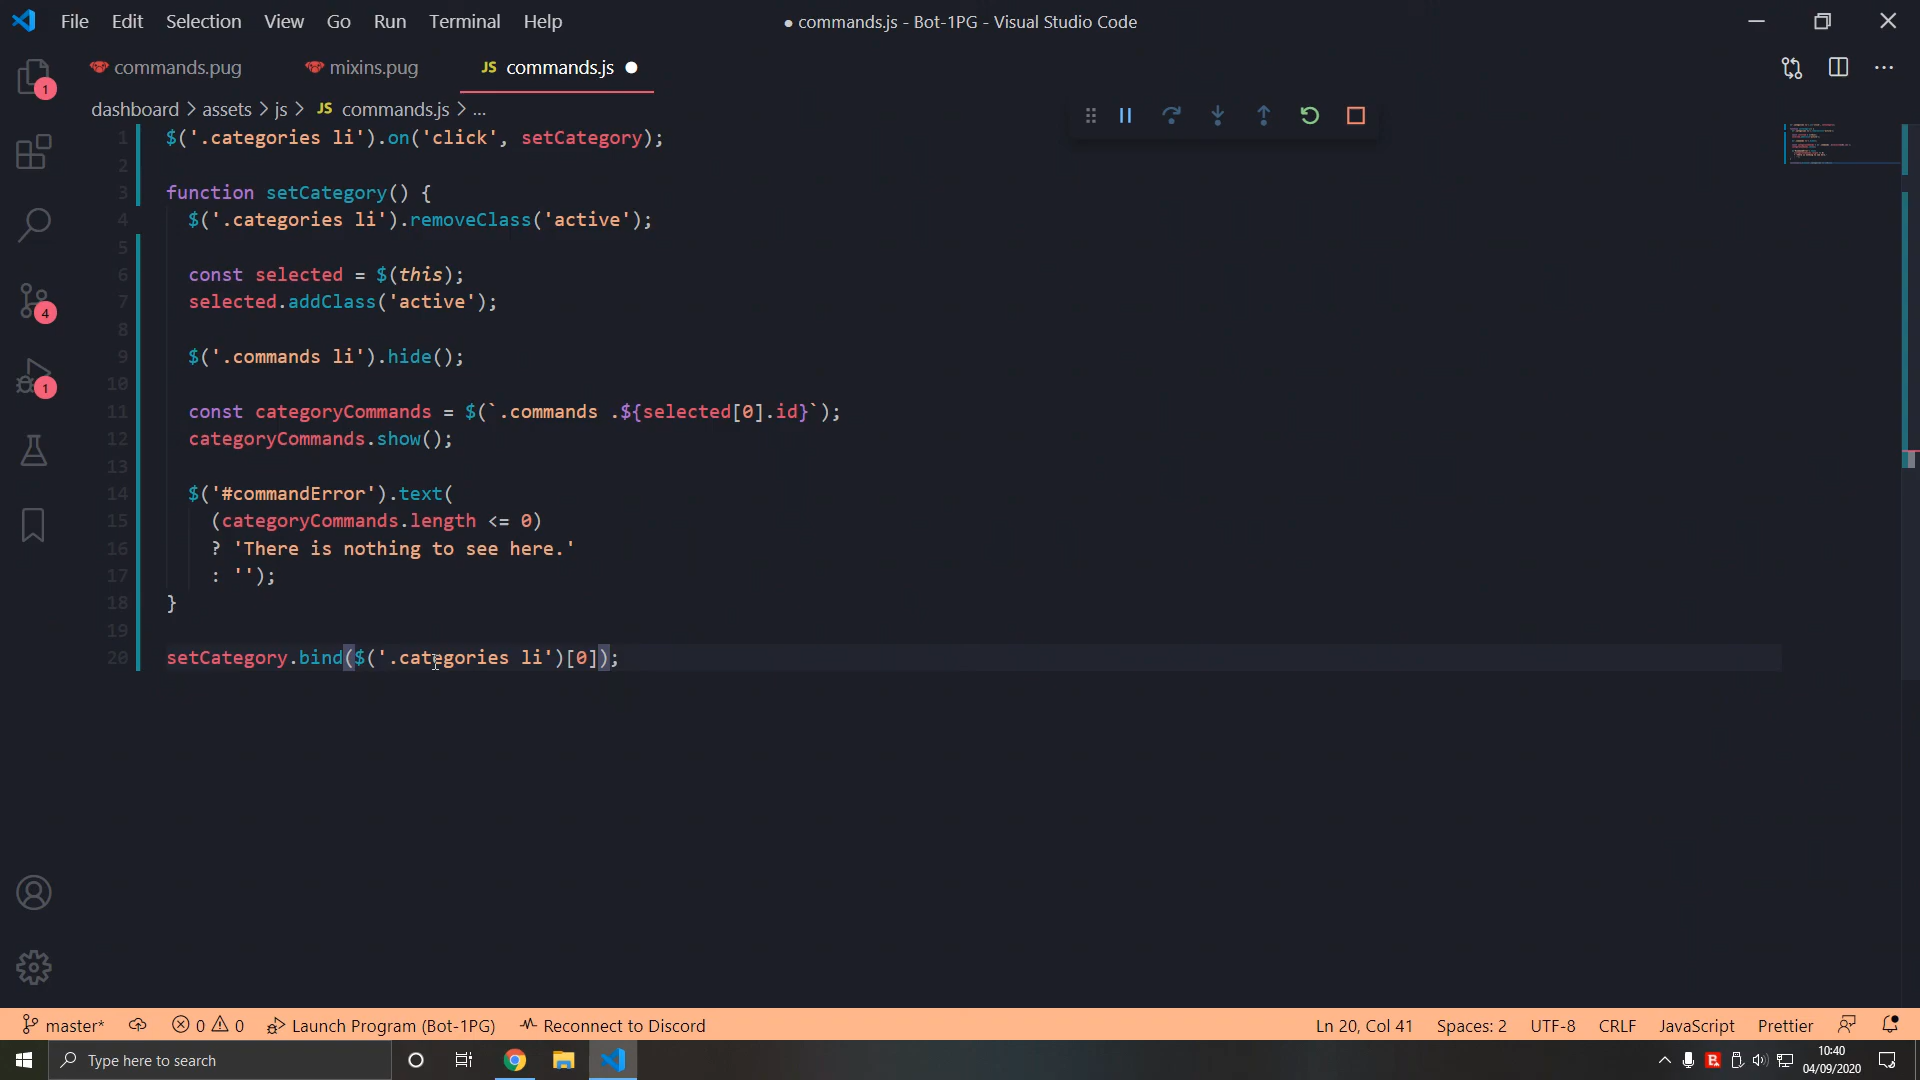 File Edit Selection View Go Run Terminal Help
● commands.js - Bot-1PG - Visual Studio Code
commands.pug mixins.pug JS commands.js ●
dashboard > assets > js > JS commands.js > ...
1 $('.categories li').on('click', setCategory);
2
3 function setCategory() {
4 $('.categories li').removeClass('active');
5
6 const selected = $(this);
7 selected.addClass('active');
8
9 $('.commands li').hide();
10
11 const categoryCommands = $(`.commands .${selected[0].id}`);
12 categoryCommands.show();
13
14 $('#commandError').text(
15 (categoryCommands.length <= 0)
16 ? 'There is nothing to see here.'
17 : '');
18 }
19
20 setCategory.bind($('.categories li')[0]);
1
4
1
master* 0 0 Launch Program (Bot-1PG) Reconnect to Discord
Ln 20, Col 41 Spaces: 2 UTF-8 CRLF JavaScript Prettier
Type here to search
10:40
04/09/2020